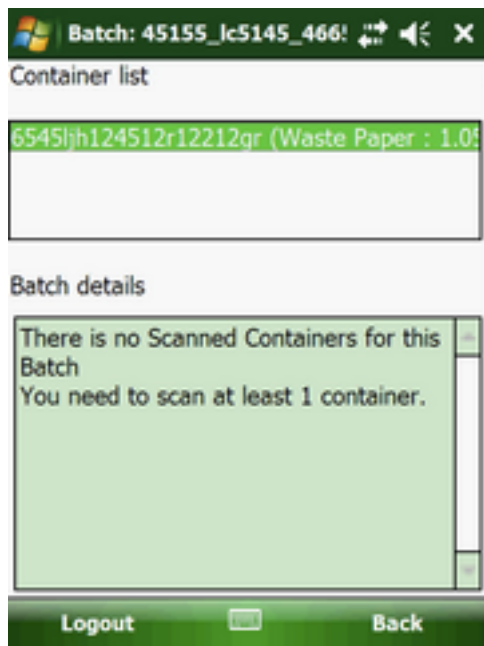 Batch: 45155_lc5145_466
Container list
6545ljh124512r12212gr (Waste Paper : 1.05
Batch details
There is no Scanned Containers for this
Batch
You need to scan at least 1 container.
Logout
Back